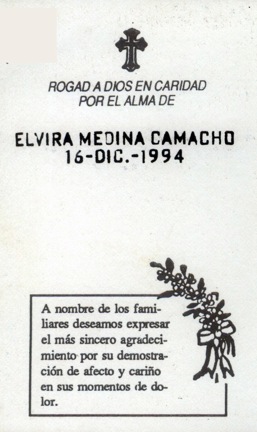 ROGAD A DIOS EN CARIDAD
POR EL ALMA DE
ELVIRA MEDINA CAMACHO
16-DIC.-1994
A nombre de los fami-
liares deseamos expresar
el más sincero agradeci-
miento por su demostra-
ción de afecto y cariño
en sus momentos de do-
lor.